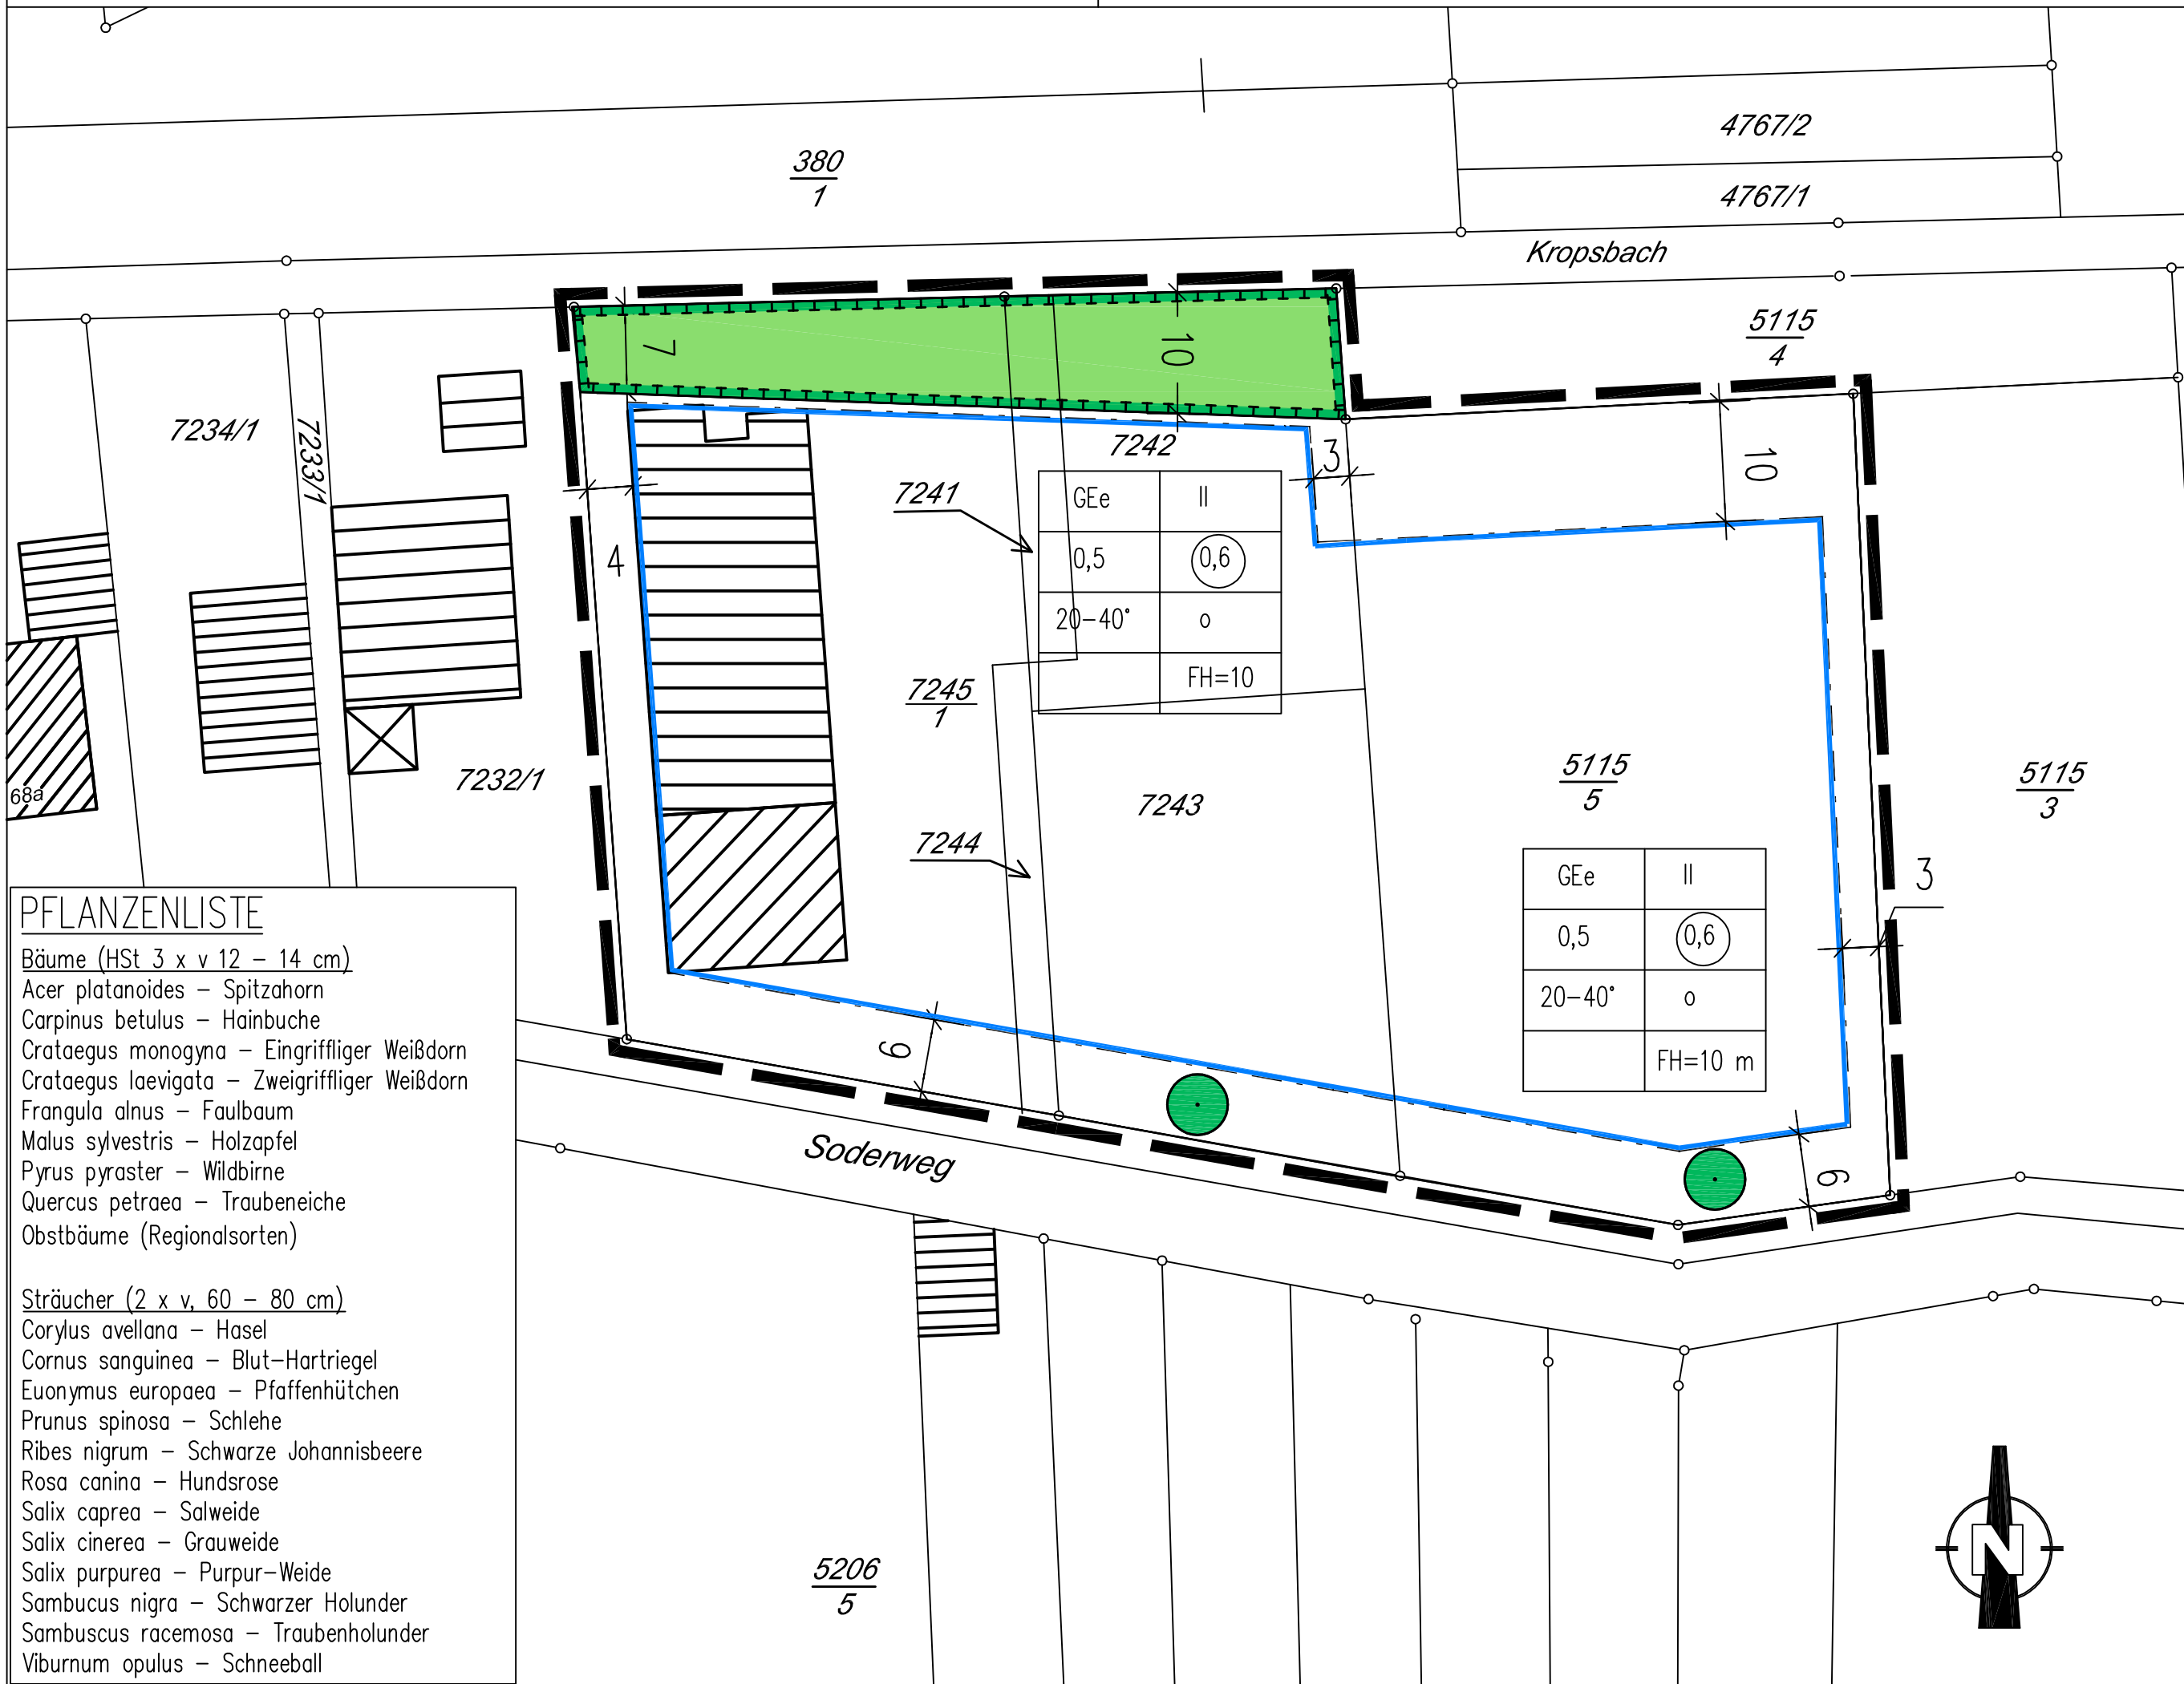 4767/2
380
1
4767/1
Kropsbach
5115
4
7
10
7234/1
7233/1
7242
3
10
7241
GEe II
0,5 0,6
20-40° o
FH=10
4
7245
1
7232/1
68a
5115
5
5115
3
7243
7244
GEe II
0,5 0,6
20-40° o
FH=10 m
3
6
6
Soderweg
5206
5
N
PFLANZENLISTE
Bäume (HSt 3 x v 12 – 14 cm)
Acer platanoides – Spitzahorn
Carpinus betulus – Hainbuche
Crataegus monogyna – Eingriffliger Weißdorn
Crataegus laevigata – Zweigriffliger Weißdorn
Frangula alnus – Faulbaum
Malus sylvestris – Holzapfel
Pyrus pyraster – Wildbirne
Quercus petraea – Traubeneiche
Obstbäume (Regionalsorten)
Sträucher (2 x v, 60 – 80 cm)
Corylus avellana – Hasel
Cornus sanguinea – Blut-Hartriegel
Euonymus europaea – Pfaffenhütchen
Prunus spinosa – Schlehe
Ribes nigrum – Schwarze Johannisbeere
Rosa canina – Hundsrose
Salix caprea – Salweide
Salix cinerea – Grauweide
Salix purpurea – Purpur-Weide
Sambucus nigra – Schwarzer Holunder
Sambuscus racemosa – Traubenholunder
Viburnum opulus – Schneeball